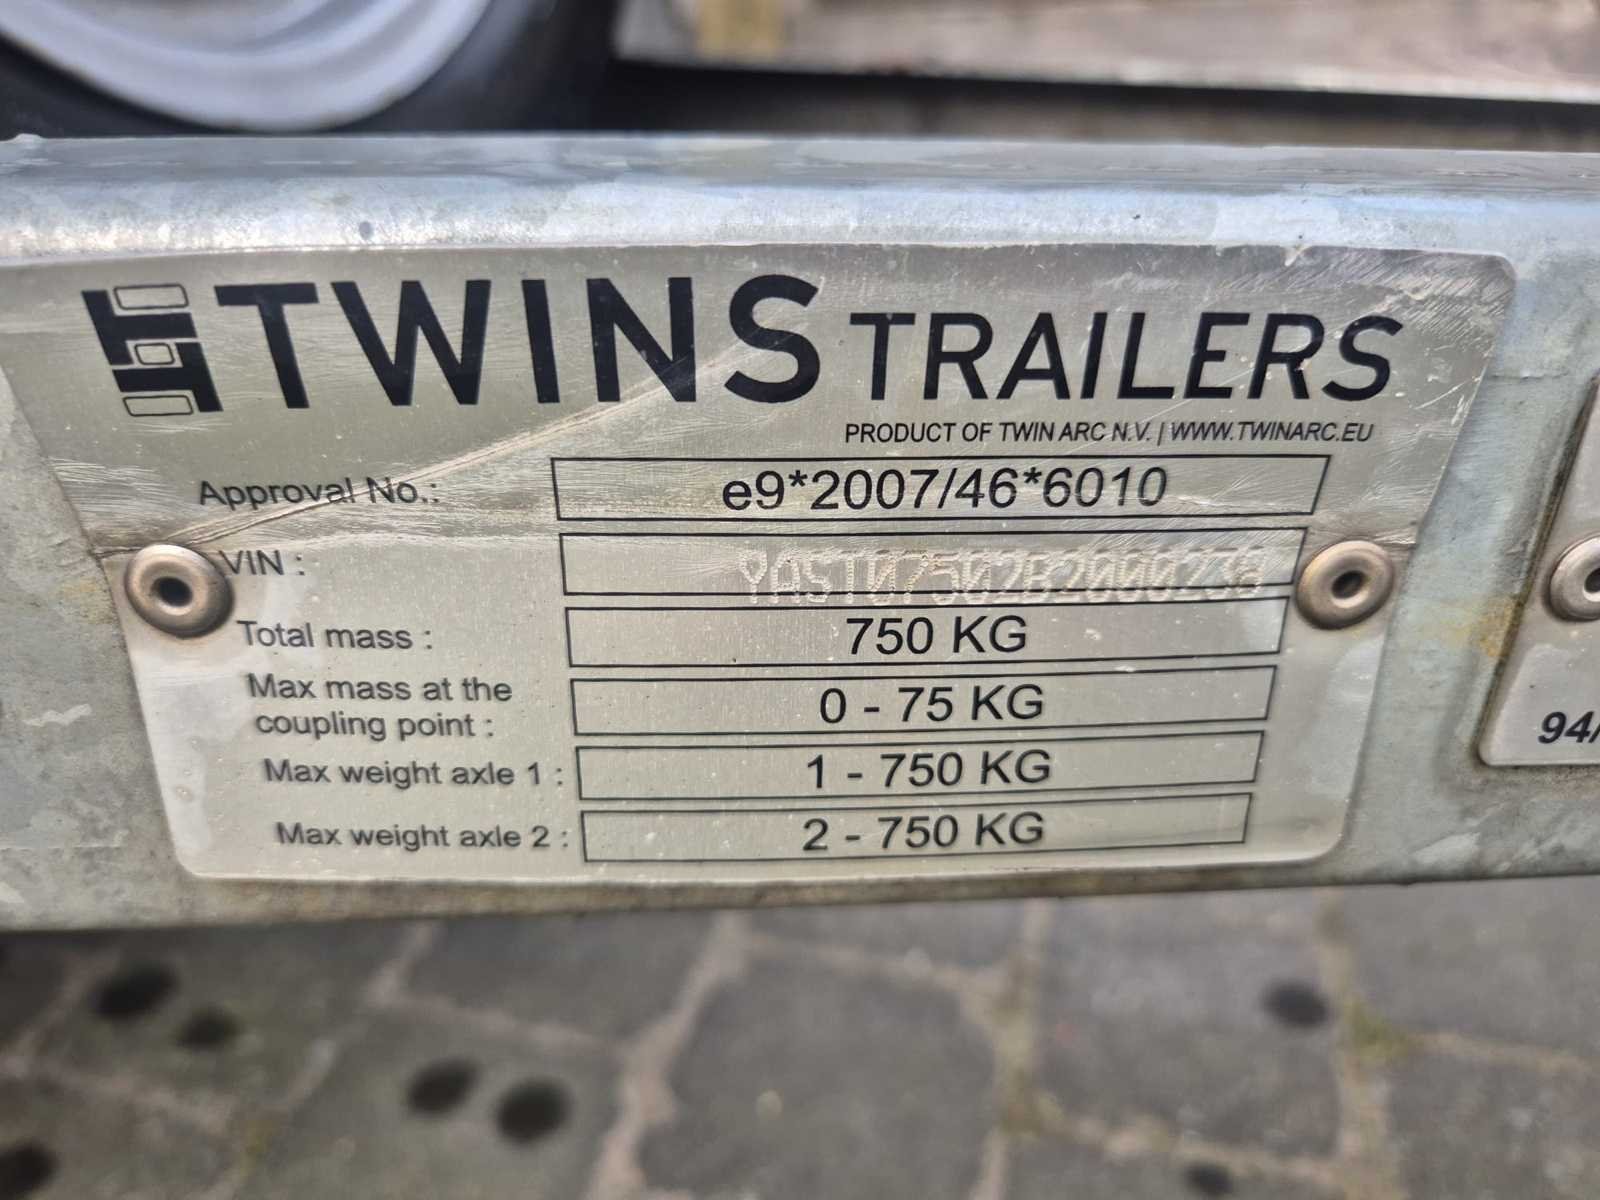 TWINS TRAILERS
PRODUCT OF TWIN ARC N.V. | WWW.TWINARC.EU
Approval No.: e9*2007/46*6010
VIN : YAST07502B2000238
Total mass : 750 KG
Max mass at the
coupling point : 0 - 75 KG
Max weight axle 1 : 1 - 750 KG
Max weight axle 2 : 2 - 750 KG
94/